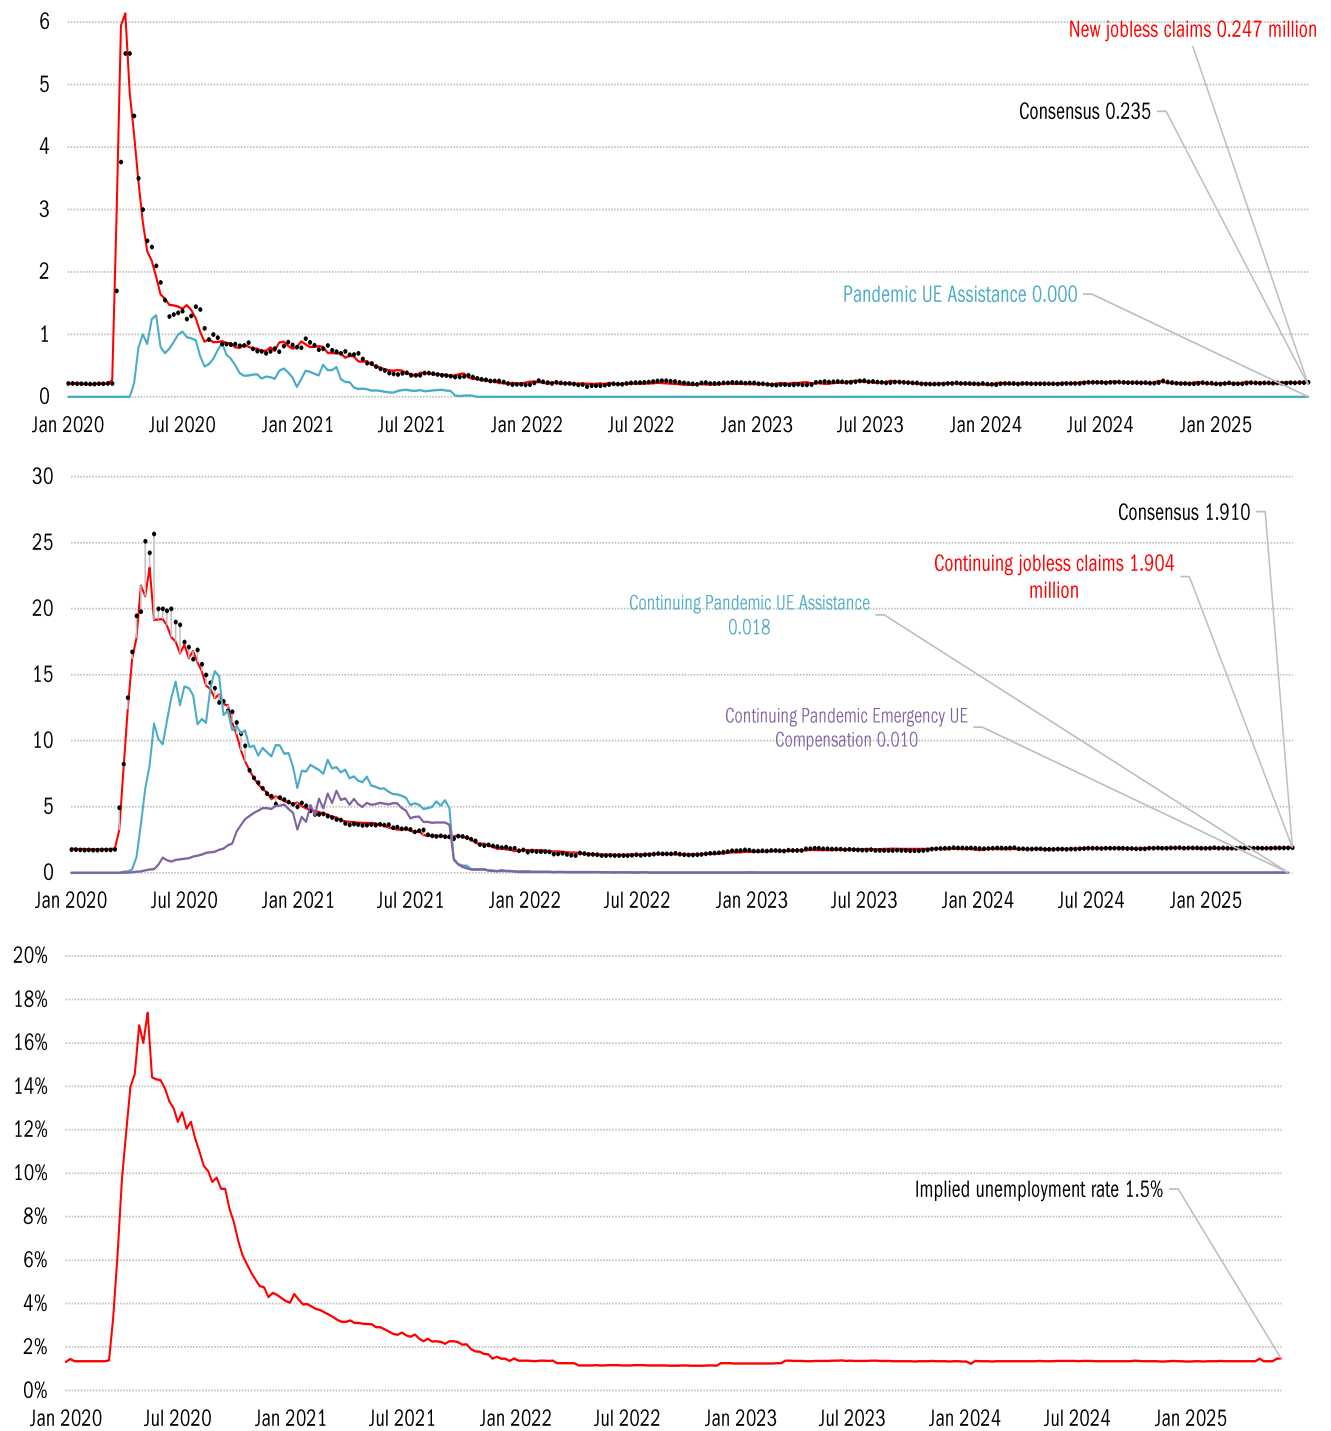 6
New jobless claims 0.247 million
5
Consensus 0.235
4
3
2
Pandemic UE Assistance 0.000
1
0
Jan 2020 Jul 2020 Jan 2021 Jul 2021 Jan 2022 Jul 2022 Jan 2023 Jul 2023 Jan 2024 Jul 2024 Jan 2025
30
Consensus 1.910
25
Continuing jobless claims 1.904
million
Continuing Pandemic UE Assistance
0.018
20
15
Continuing Pandemic Emergency UE
Compensation 0.010
10
5
0
Jan 2020 Jul 2020 Jan 2021 Jul 2021 Jan 2022 Jul 2022 Jan 2023 Jul 2023 Jan 2024 Jul 2024 Jan 2025
20%
18%
16%
14%
12%
10%
Implied unemployment rate 1.5%
8%
6%
4%
2%
0%
Jan 2020 Jul 2020 Jan 2021 Jul 2021 Jan 2022 Jul 2022 Jan 2023 Jul 2023 Jan 2024 Jul 2024 Jan 2025